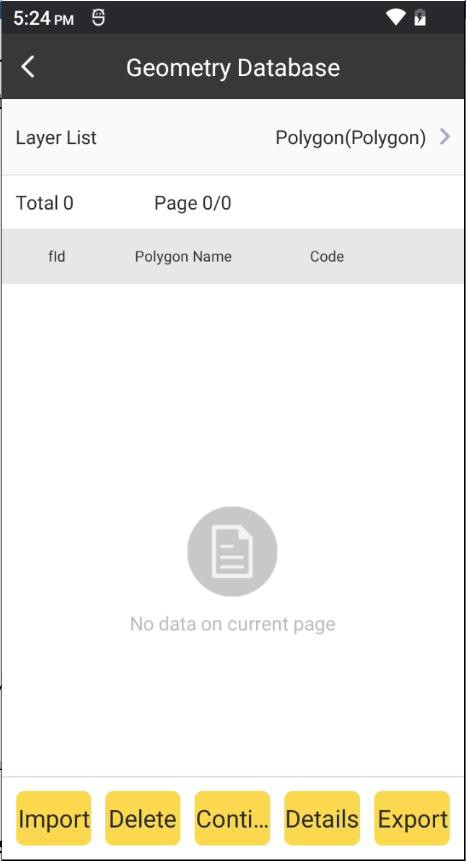 5:24 PM
Geometry Database
Layer List Polygon(Polygon)
Total 0 Page 0/0
fId Polygon Name Code
No data on current page
Import Delete Conti... Details Export